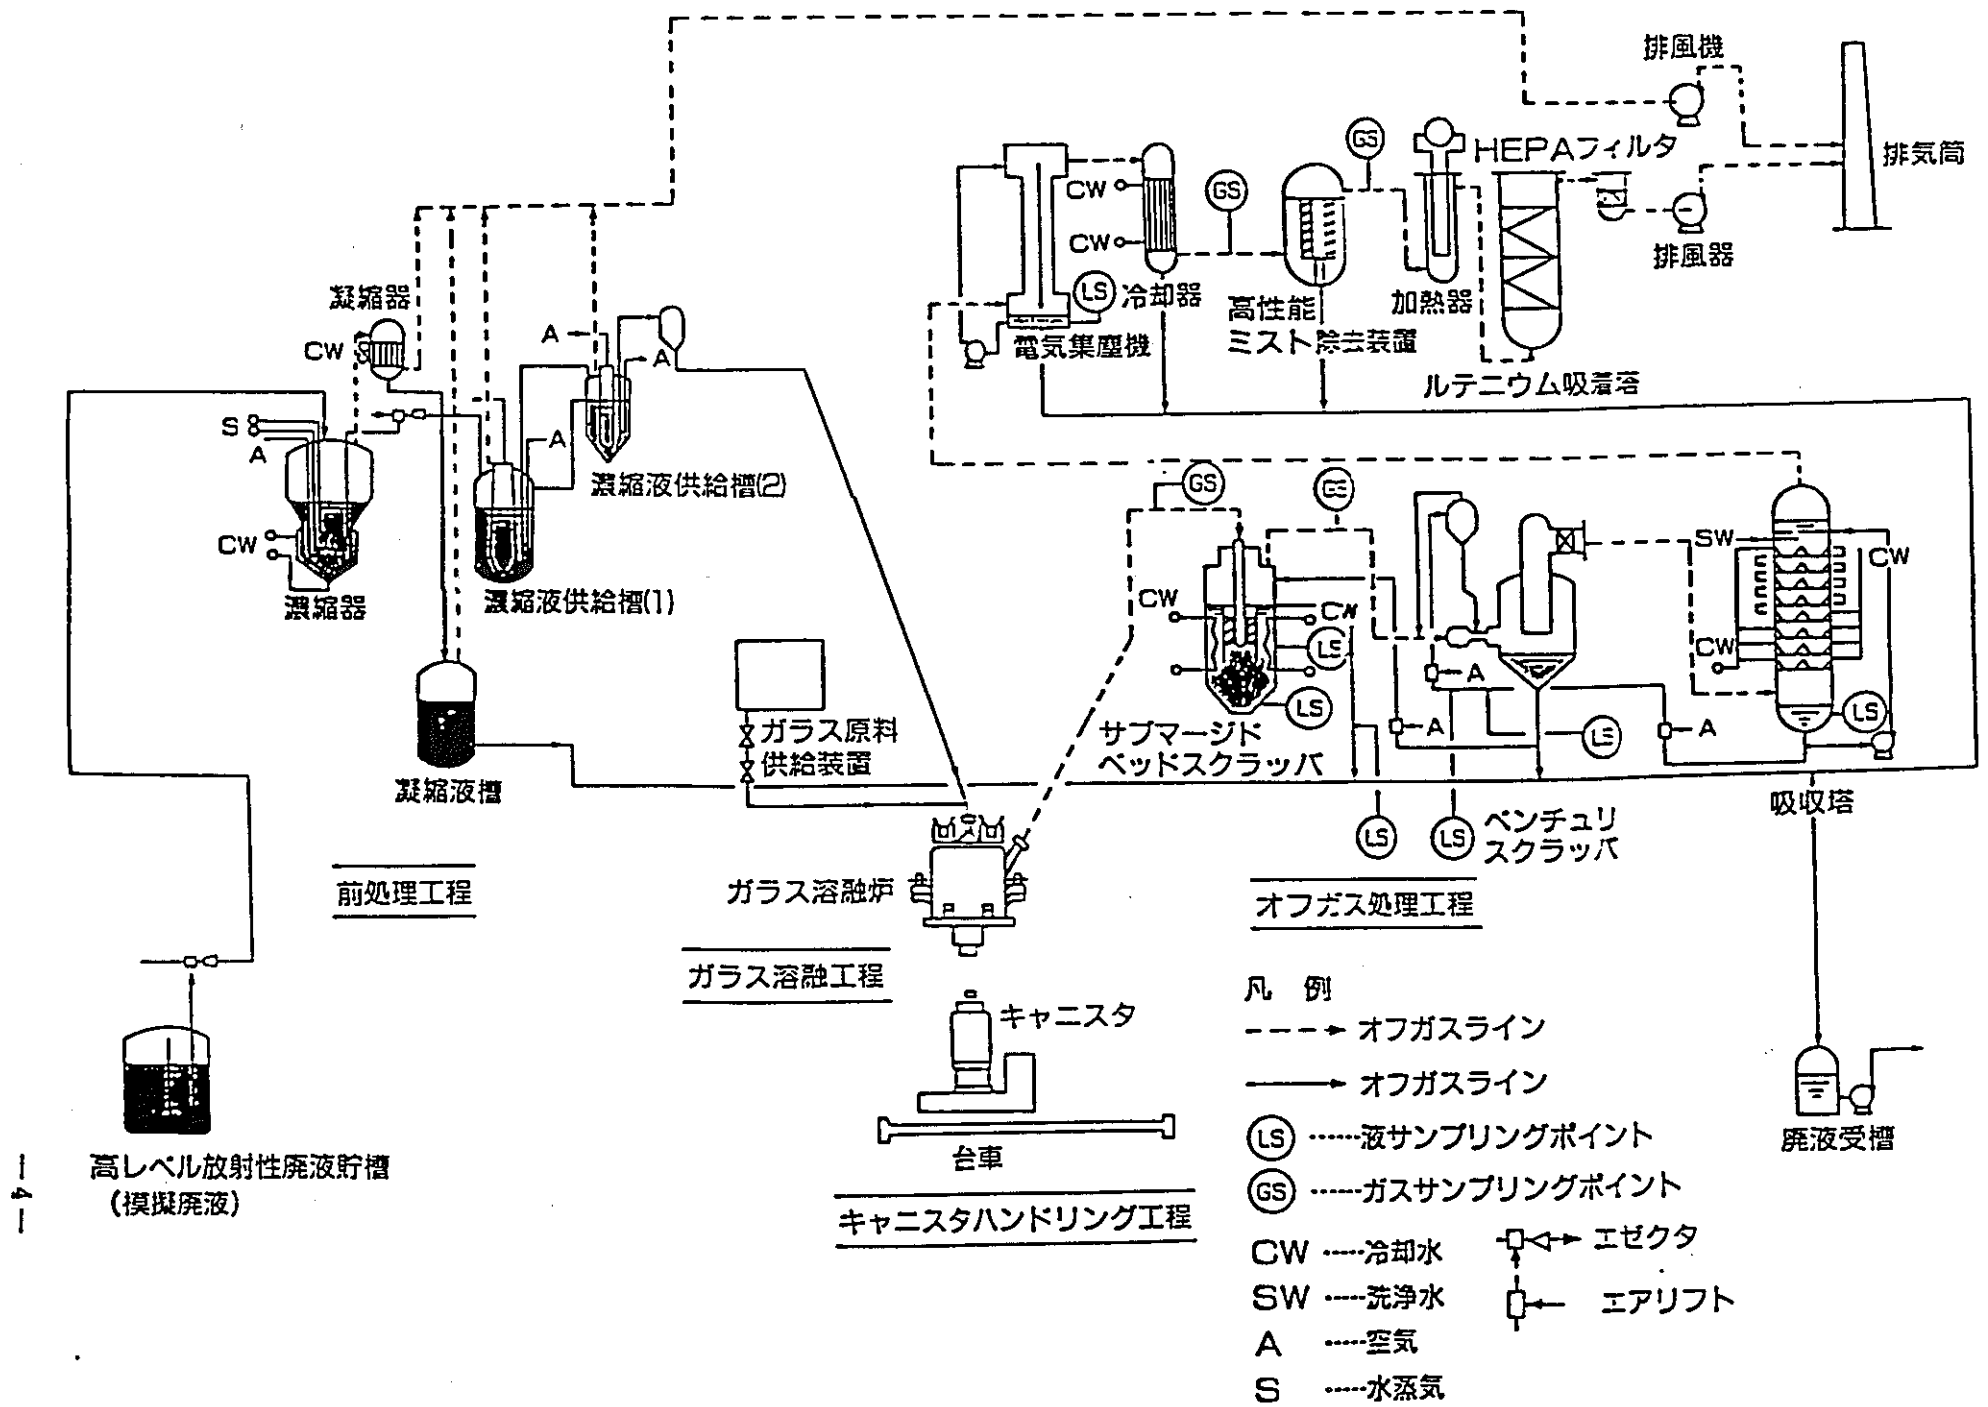 排風機
GS
HEPAフィルタ
排気筒
CW
GS
CW
排風器
凝縮器
LS
冷却器
高性能
ミスト除去装置
加熱器
A
CW
A
電気集塵機
ルテニウム吸着塔
S
A
A
濃縮液供給槽(2)
GS
GS
SW
CW
CW
濃縮器
濃縮液供給槽(1)
CW
CW
LS
CW
A
LS
LS
ガラス原料
供給装置
サブマージド
ベッドスクラッバ
A
LS
A
凝縮液槽
吸収塔
LS
LS
ベンチュリ
スクラッバ
前処理工程
ガラス溶融炉
オフガス処理工程
ガラス溶融工程
キャニスタ
凡 例
オフガスライン
オフガスライン
台車
LS ……液サンプリングポイント
廃液受槽
高レベル放射性廃液貯槽
(模擬廃液)
GS ……ガスサンプリングポイント
キャニスタハンドリング工程
CW ……冷却水
エゼクタ
SW ……洗浄水
エアリフト
A ……空気
S ……水蒸気
—4—